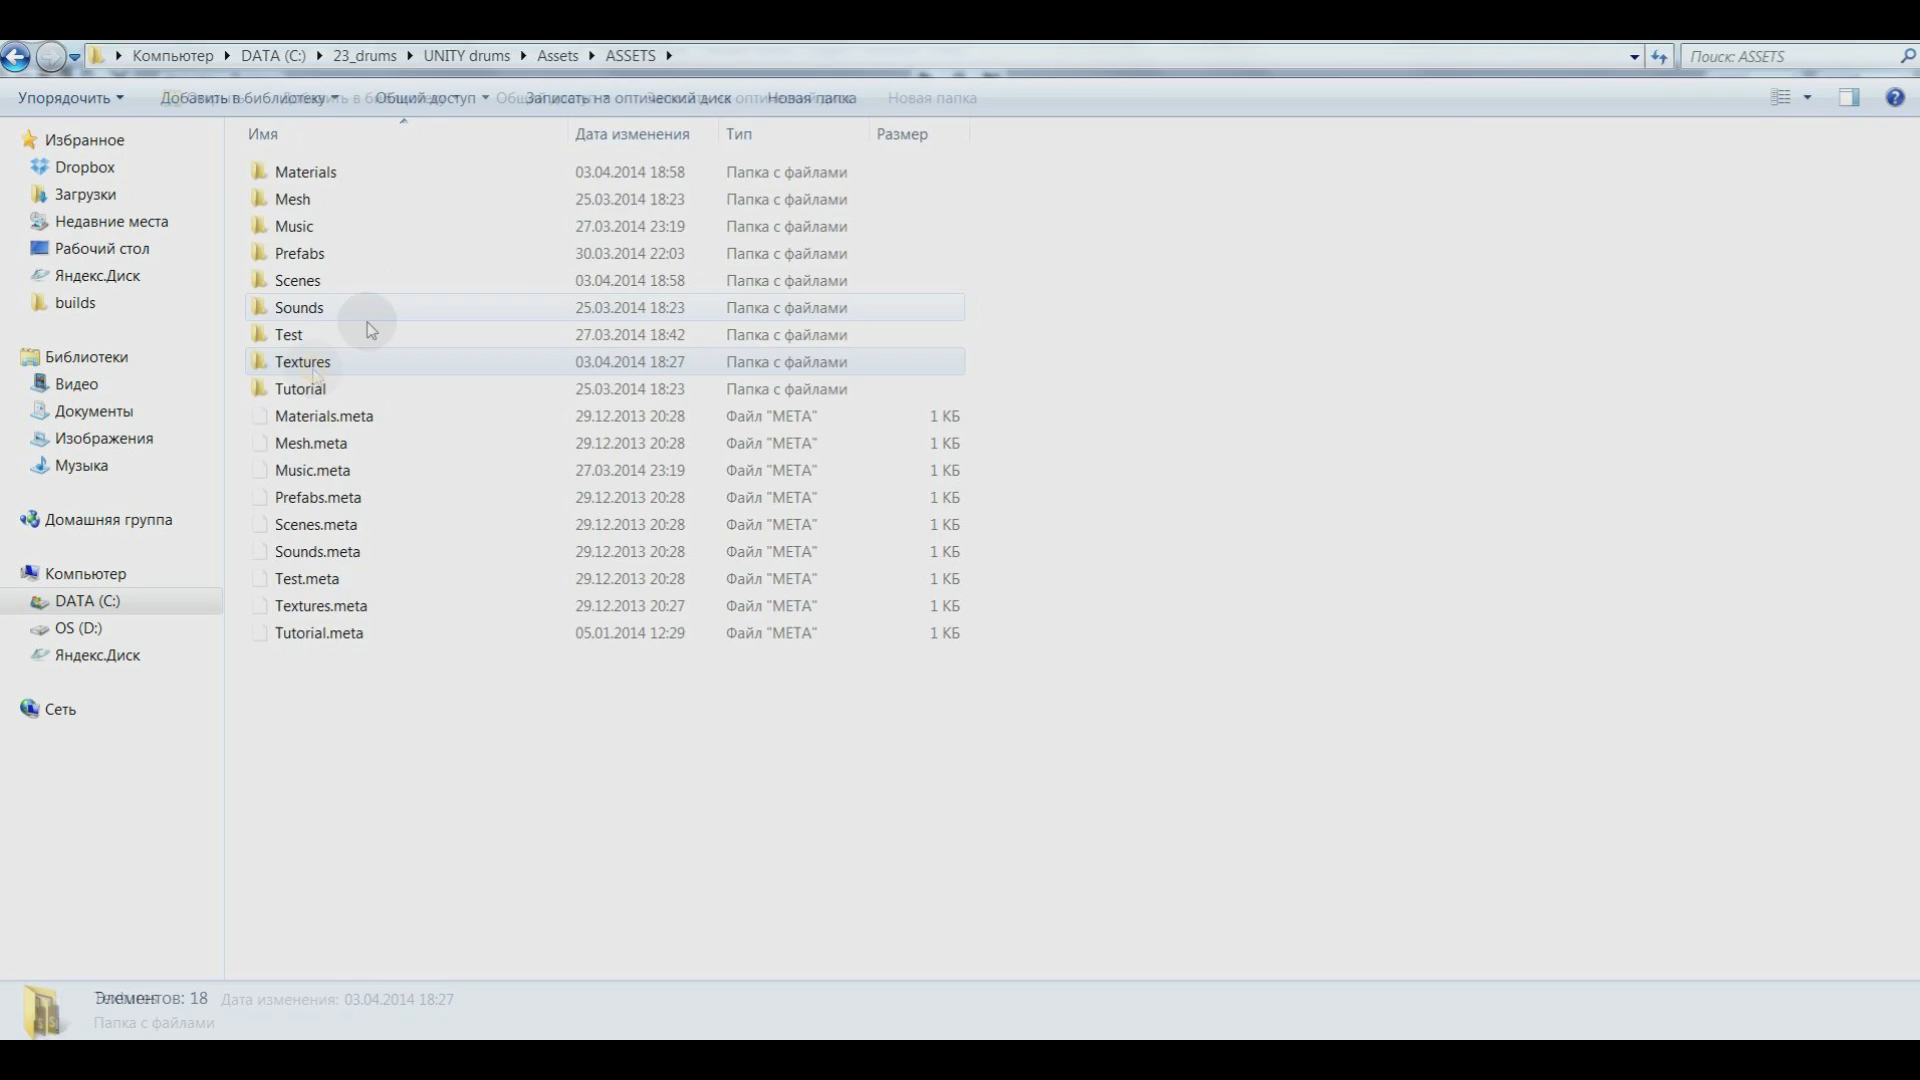 Компьютер DATA (C:) 23_drums UNITY drums Assets ASSETS Поиск: ASSETS
Упорядочить Добавить в библиотеку Общий доступ Записать на оптический диск Новая папка Новая папка
Имя Дата изменения Тип Размер
Избранное
Dropbox
Загрузки
Недавние места
Рабочий стол
Яндекс.Диск
builds
Библиотеки
Видео
Документы
Изображения
Музыка
Домашняя группа
Компьютер
DATA (C:)
OS (D:)
Яндекс.Диск
Сеть
Materials 03.04.2014 18:58 Папка с файлами
Mesh 25.03.2014 18:23 Папка с файлами
Music 27.03.2014 23:19 Папка с файлами
Prefabs 30.03.2014 22:03 Папка с файлами
Scenes 03.04.2014 18:58 Папка с файлами
Sounds 25.03.2014 18:23 Папка с файлами
Test 27.03.2014 18:42 Папка с файлами
Textures 03.04.2014 18:27 Папка с файлами
Tutorial 25.03.2014 18:23 Папка с файлами
Materials.meta 29.12.2013 20:28 Файл "META" 1 КБ
Mesh.meta 29.12.2013 20:28 Файл "META" 1 КБ
Music.meta 27.03.2014 23:19 Файл "META" 1 КБ
Prefabs.meta 29.12.2013 20:28 Файл "META" 1 КБ
Scenes.meta 29.12.2013 20:28 Файл "META" 1 КБ
Sounds.meta 29.12.2013 20:28 Файл "META" 1 КБ
Test.meta 29.12.2013 20:28 Файл "META" 1 КБ
Textures.meta 29.12.2013 20:27 Файл "META" 1 КБ
Tutorial.meta 05.01.2014 12:29 Файл "META" 1 КБ
Элементов: 18 Дата изменения: 03.04.2014 18:27
Папка с файлами